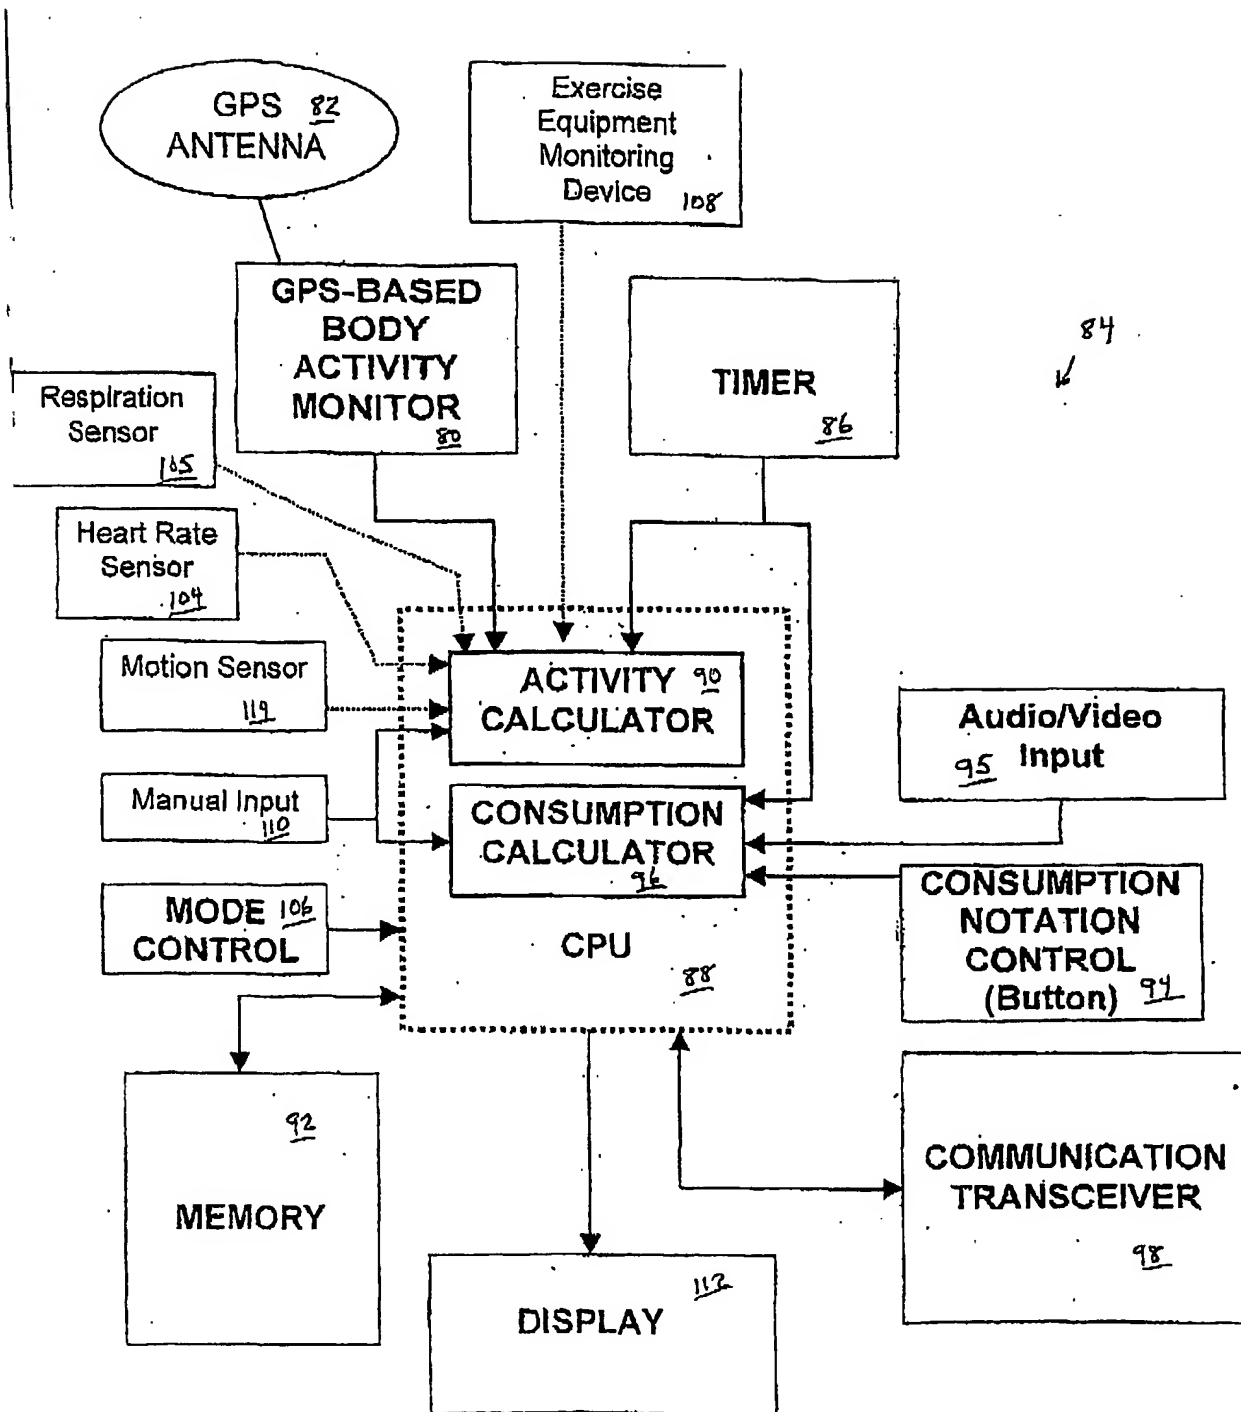 GPS 82
ANTENNA
Exercise
Equipment
Monitoring
Device 108
GPS-BASED
BODY
ACTIVITY
MONITOR
80
TIMER
86
84
Respiration
Sensor
105
Heart Rate
Sensor
104
Motion Sensor
119
Manual Input
110
MODE 106
CONTROL
ACTIVITY 90
CALCULATOR
CONSUMPTION
CALCULATOR
96
CPU
88
Audio/Video
95 Input
CONSUMPTION
NOTATION
CONTROL
(Button) 94
92
MEMORY
COMMUNICATION
TRANSCEIVER
98
112
DISPLAY